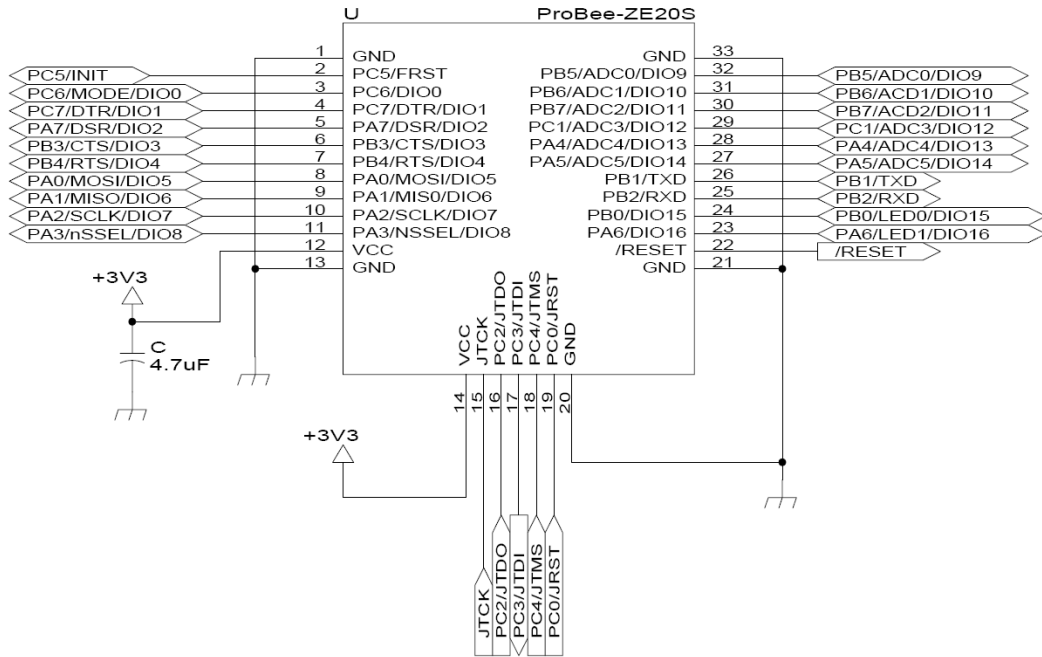 U ProBee-ZE20S
1 GND GND 33
PC5/INIT 2 PC5/FRST PB5/ADC0/DIO9 32 PB5/ADC0/DIO9
PC6/MODE/DIO0 3 PC6/DIO0 PB6/ADC1/DIO10 31 PB6/ACD1/DIO10
PC7/DTR/DIO1 4 PC7/DTR/DIO1 PB7/ADC2/DIO11 30 PB7/ACD2/DIO11
PA7/DSR/DIO2 5 PA7/DSR/DIO2 PC1/ADC3/DIO12 29 PC1/ADC3/DIO12
PB3/CTS/DIO3 6 PB3/CTS/DIO3 PA4/ADC4/DIO13 28 PA4/ADC4/DIO13
PB4/RTS/DIO4 7 PB4/RTS/DIO4 PA5/ADC5/DIO14 27 PA5/ADC5/DIO14
PA0/MOSI/DIO5 8 PA0/MOSI/DIO5 PB1/TXD 26 PB1/TXD
PA1/MISO/DIO6 9 PA1/MIS0/DIO6 PB2/RXD 25 PB2/RXD
PA2/SCLK/DIO7 10 PA2/SCLK/DIO7 PB0/DIO15 24 PB0/LED0/DIO15
PA3/nSSEL/DIO8 11 PA3/NSSEL/DIO8 PA6/DIO16 23 PA6/LED1/DIO16
12 VCC /RESET 22 /RESET
13 GND GND 21
+3V3
C
4.7uF
VCC
JTCK
PC2/JTDO
PC3/JTDI
PC4/JTMS
PC0/JRST
GND
14
15
16
17
18
19
20
+3V3
JTCK
PC2/JTDO
PC3/JTDI
PC4/JTMS
PC0/JRST